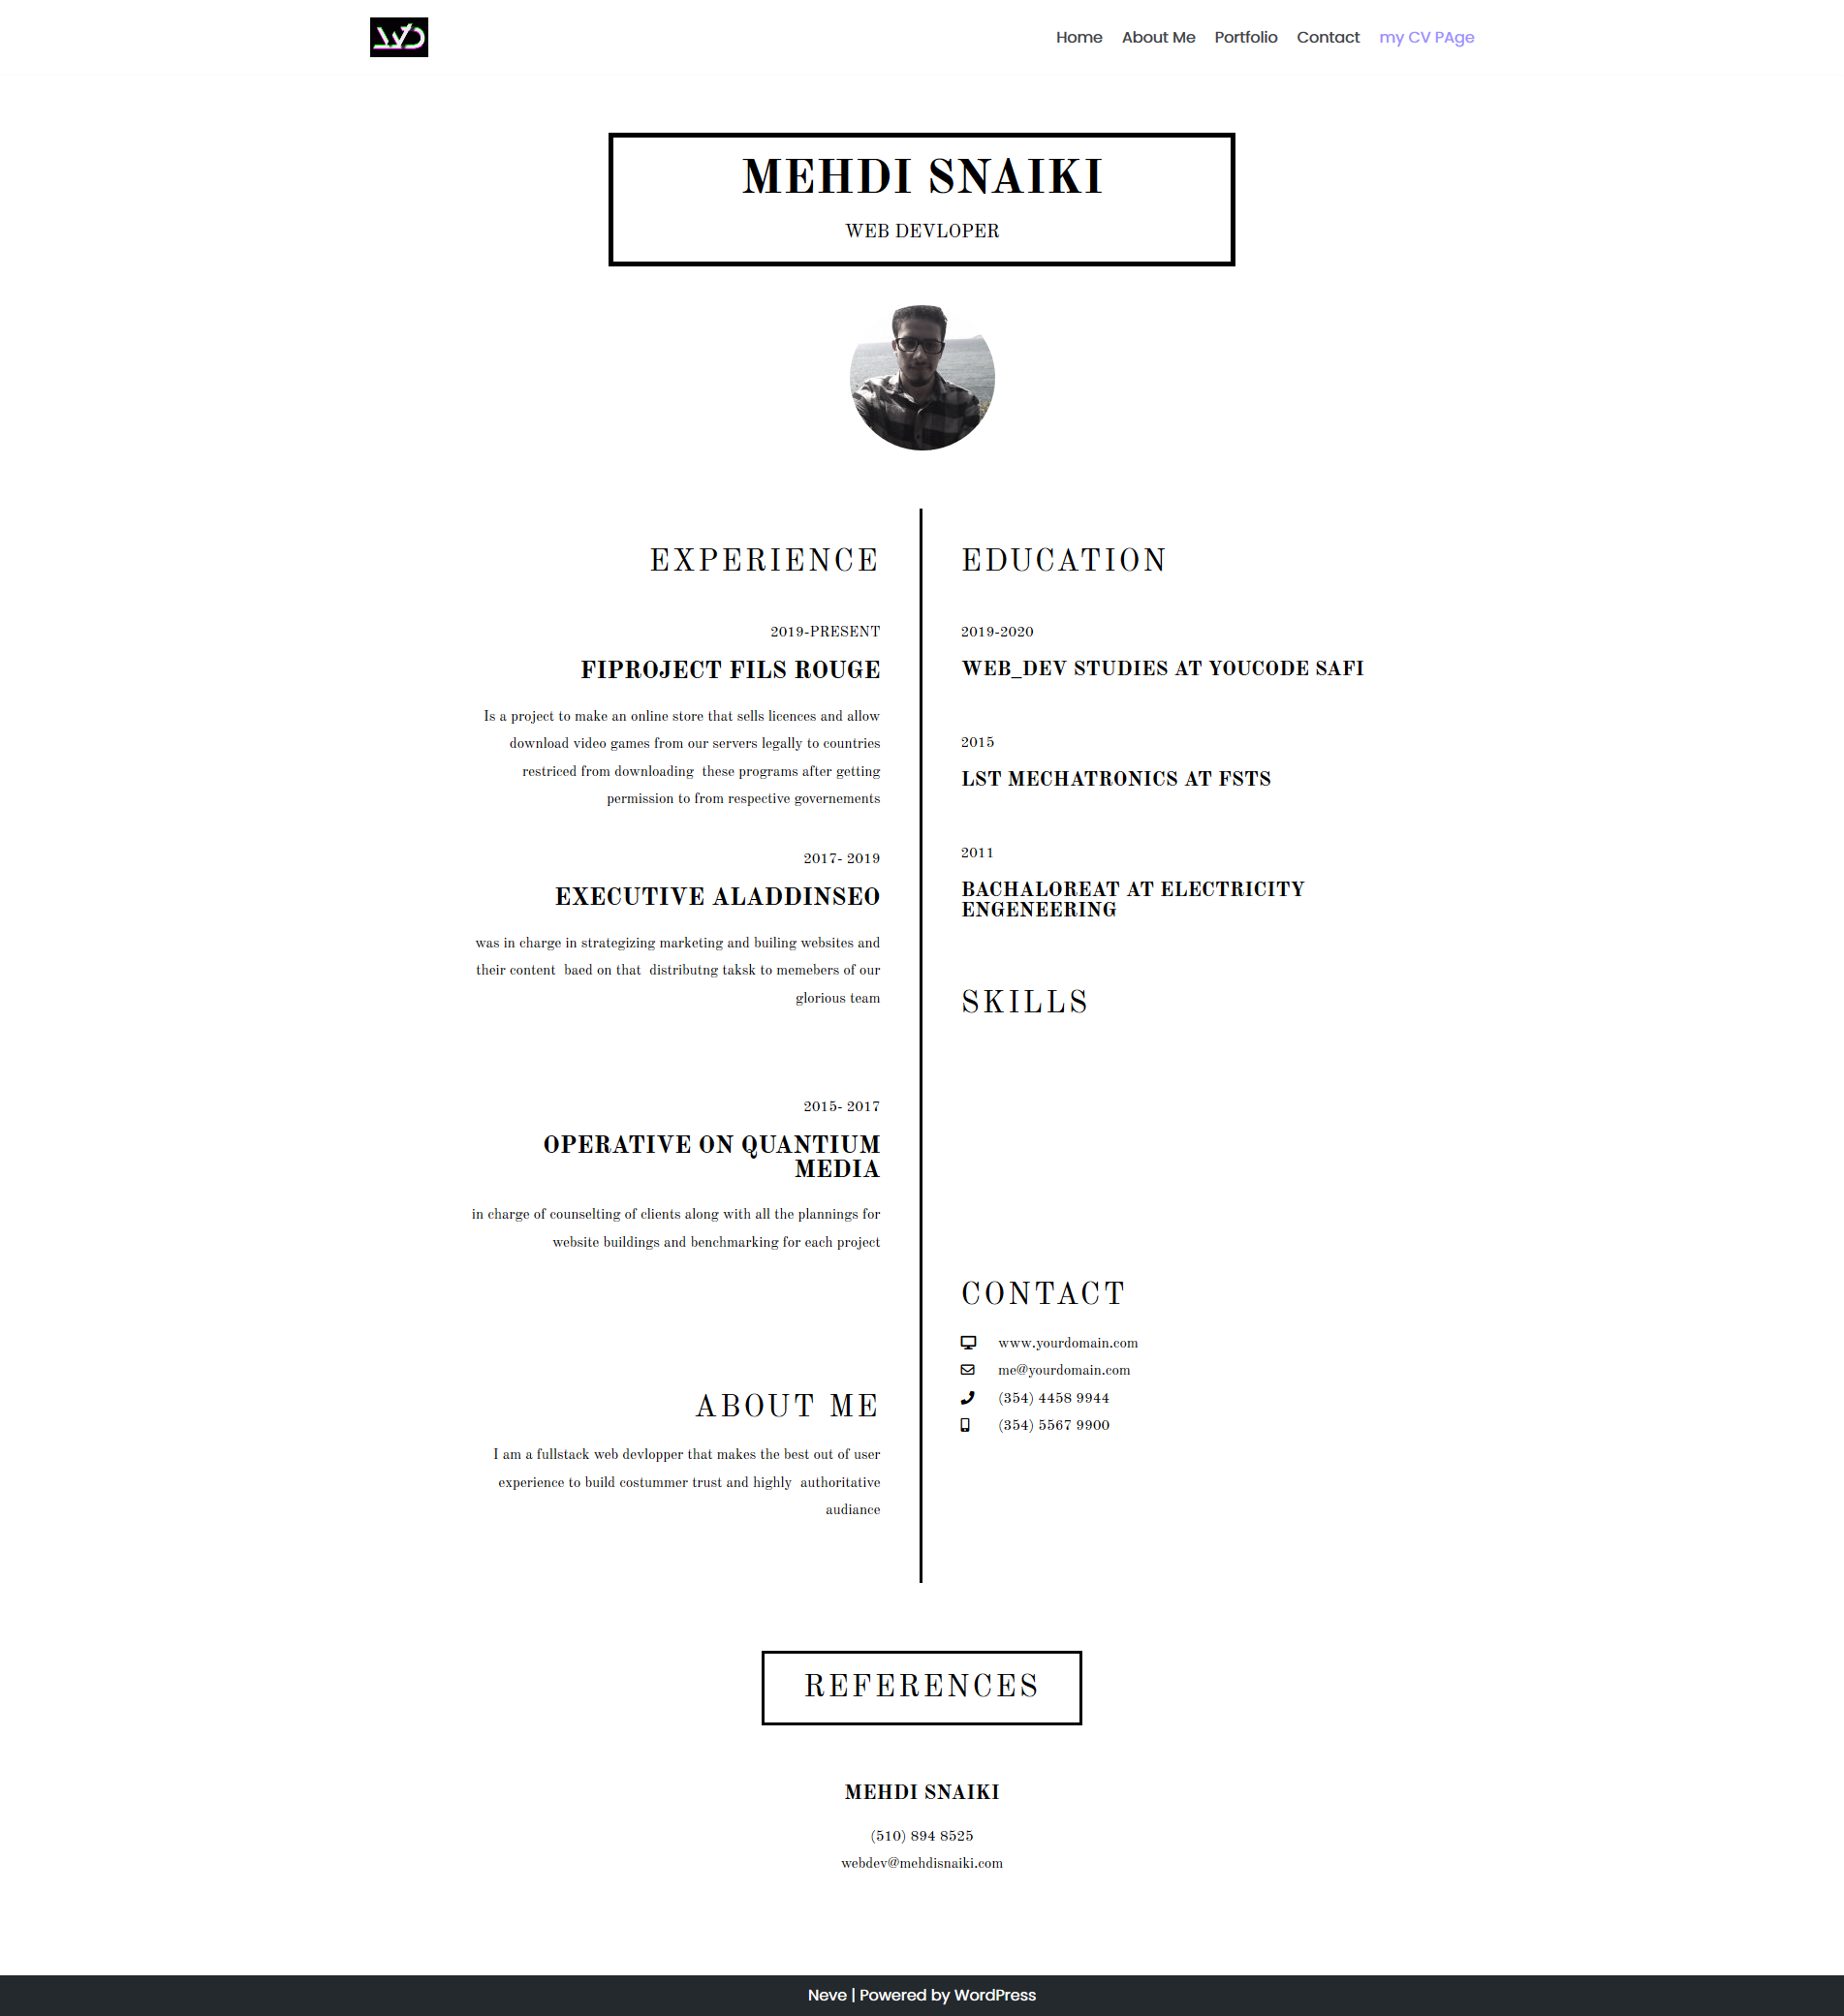 WD
Home About Me Portfolio Contact my CV PAge
MEHDI SNAIKI
WEB DEVLOPER
EXPERIENCE
2019-PRESENT
FIPROJECT FILS ROUGE
Is a project to make an online store that sells licences and allow
download video games from our servers legally to countries
restriced from downloading  these programs after getting
permission to from respective governements
2017- 2019
EXECUTIVE ALADDINSEO
was in charge in strategizing marketing and builing websites and
their content  baed on that  distributng taksk to memebers of our
glorious team
2015- 2017
OPERATIVE ON QUANTIUM
MEDIA
in charge of counselting of clients along with all the plannings for
website buildings and benchmarking for each project
ABOUT ME
I am a fullstack web devlopper that makes the best out of user
experience to build costummer trust and highly  authoritative
audiance
EDUCATION
2019-2020
WEB_DEV STUDIES AT YOUCODE SAFI
2015
LST MECHATRONICS AT FSTS
2011
BACHALOREAT AT ELECTRICITY
ENGENEERING
SKILLS
CONTACT
www.yourdomain.com
me@yourdomain.com
(354) 4458 9944
(354) 5567 9900
REFERENCES
MEHDI SNAIKI
(510) 894 8525
webdev@mehdisnaiki.com
Neve | Powered by WordPress